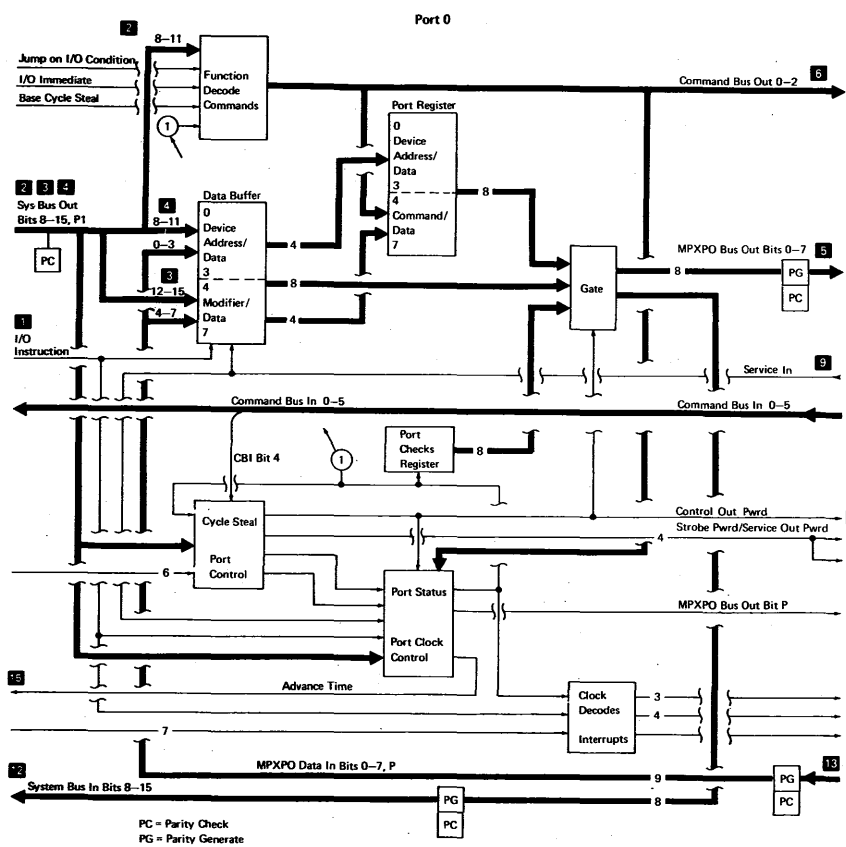 Port 0
2
8–11
Jump on I/O Condition
I/O Immediate
Base Cycle Steal
1
Function
Decode
Commands
6
Command Bus Out 0–2
Port Register
0
Device
Address/
Data
3
4
Command/
Data
7
8
2 3 4
Sys Bus Out
Bits 8–15, P1
PC
4
8–11
0–3
3
12–15
4–7
Data Buffer
0
Device
Address/
Data
3
4
Modifier/
Data
7
4
8
4
Gate
MPXPO Bus Out Bits 0–7
5
8
PG
PC
1
I/O
Instruction
Service In
9
Command Bus In 0–5
Command Bus In 0–5
CBI Bit 4
1
Port
Checks
Register
8
Cycle Steal
Port
Control
6
Control Out Pwrd
Strobe Pwrd/Service Out Pwrd
4
Port Status
Port Clock
Control
MPXPO Bus Out Bit P
15
Advance Time
7
Clock
Decodes
Interrupts
3
4
MPXPO Data In Bits 0–7, P
9
PG
PC
13
12
System Bus In Bits 8–15
PG
PC
8
PC = Parity Check
PG = Parity Generate